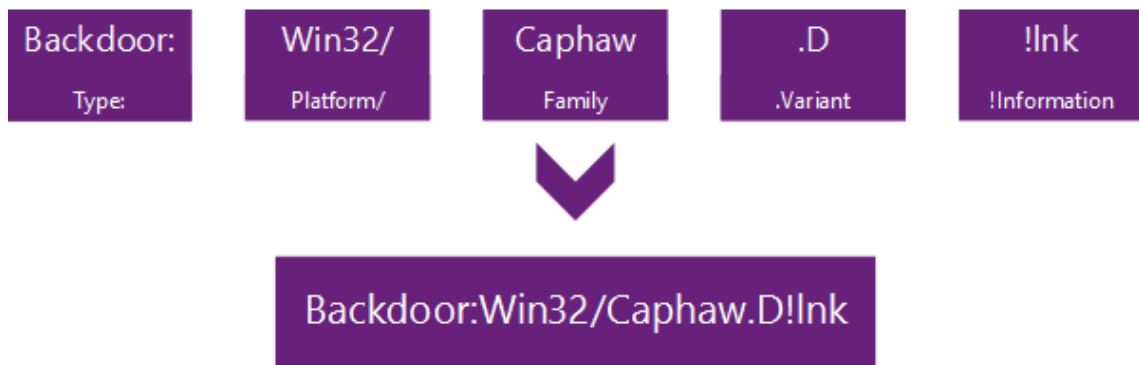 Backdoor:
Type:
Win32/
Platform/
Caphaw
Family
.D
.Variant
!lnk
!Information
Backdoor:Win32/Caphaw.D!lnk